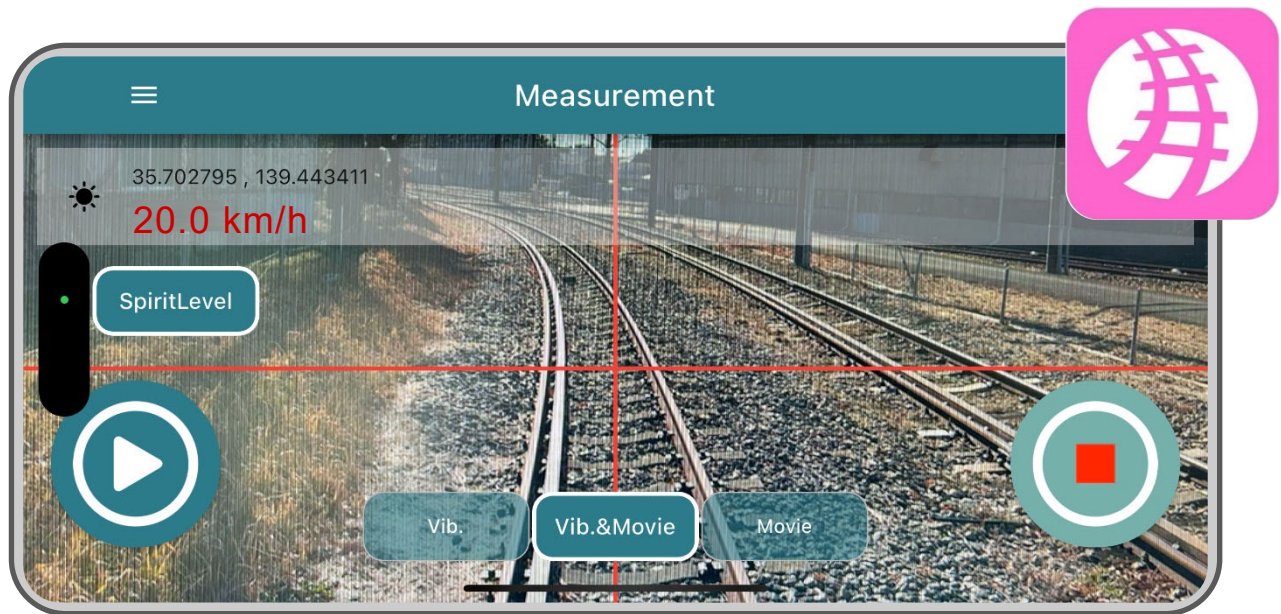 Measurement
35.702795 , 139.443411
20.0 km/h
SpiritLevel
Vib.
Vib.&Movie
Movie